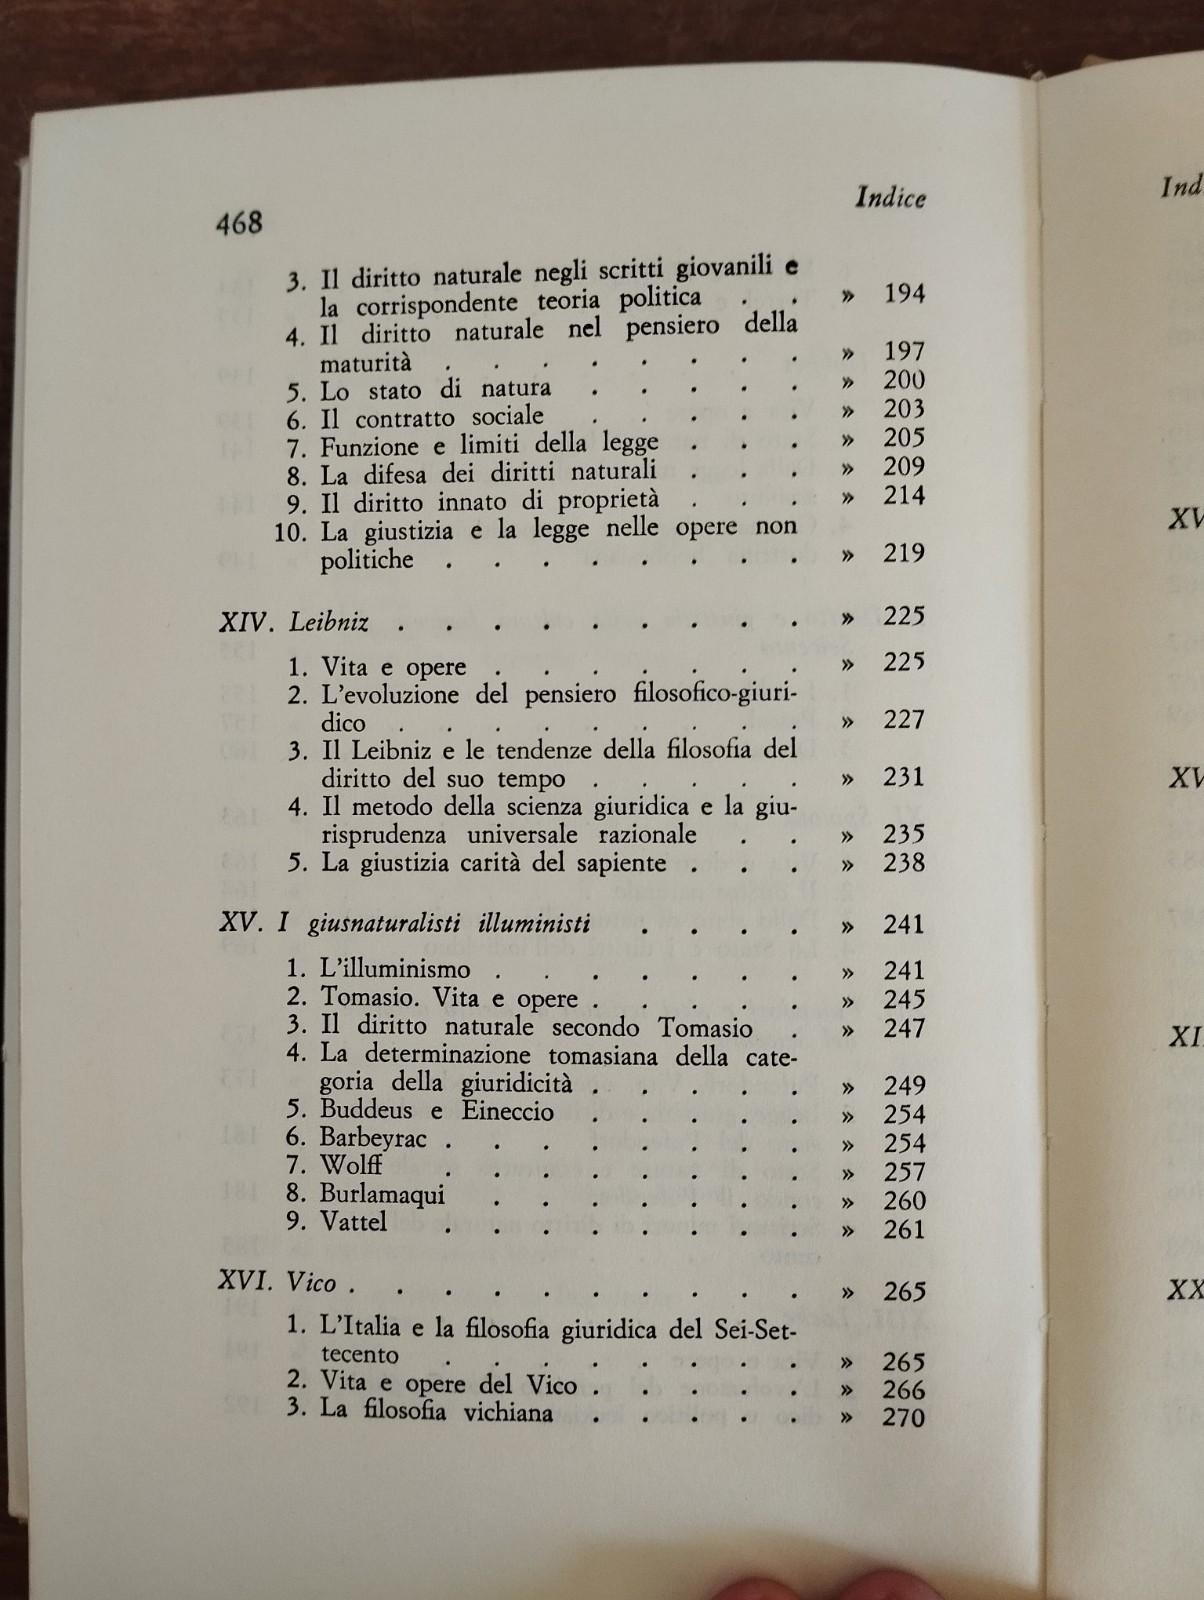 468 Indice
3. Il diritto naturale negli scritti giovanili e
la corrispondente teoria politica . . » 194
4. Il diritto naturale nel pensiero della
maturità . . . . . . . . » 197
5. Lo stato di natura . . . . . » 200
6. Il contratto sociale . . . . . » 203
7. Funzione e limiti della legge . . . » 205
8. La difesa dei diritti naturali . . . » 209
9. Il diritto innato di proprietà . . . » 214
10. La giustizia e la legge nelle opere non
politiche . . . . . . . . » 219
XIV. Leibniz . . . . . . . . . » 225
1. Vita e opere . . . . . . . » 225
2. L'evoluzione del pensiero filosofico-giuri-
dico . . . . . . . . . » 227
3. Il Leibniz e le tendenze della filosofia del
diritto del suo tempo . . . . . » 231
4. Il metodo della scienza giuridica e la giu-
risprudenza universale razionale . . » 235
5. La giustizia carità del sapiente . . . » 238
XV. I giusnaturalisti illuministi . . . . » 241
1. L'illuminismo . . . . . . . » 241
2. Tomasio. Vita e opere . . . . . » 245
3. Il diritto naturale secondo Tomasio . » 247
4. La determinazione tomasiana della cate-
goria della giuridicità . . . . . » 249
5. Buddeus e Eineccio . . . . . » 254
6. Barbeyrac . . . . . . . . » 254
7. Wolff . . . . . . . . » 257
8. Burlamaqui . . . . . . . » 260
9. Vattel . . . . . . . . » 261
XVI. Vico . . . . . . . . . . » 265
1. L'Italia e la filosofia giuridica del Sei-Set-
tecento . . . . . . . . » 265
2. Vita e opere del Vico . . . . . » 266
3. La filosofia vichiana . . . . . » 270
Ind
XV
XV
XI
XX